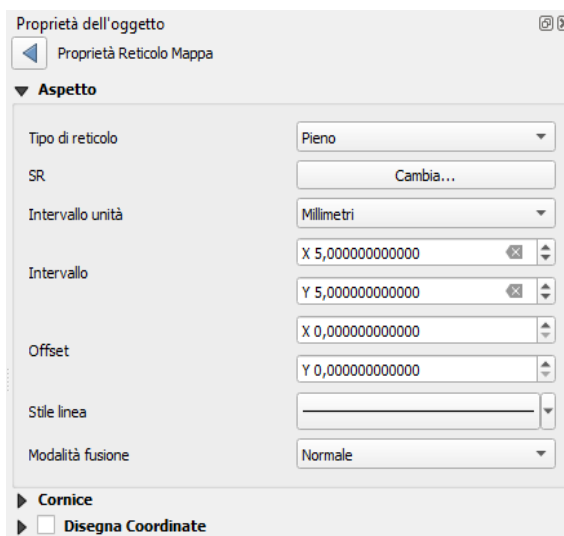 Proprietà dell'oggetto
Proprietà Reticolo Mappa
Aspetto
Tipo di reticolo Pieno
SR Cambia...
Intervallo unità Millimetri
Intervallo X 5,000000000000
Y 5,000000000000
Offset X 0,000000000000
Y 0,000000000000
Stile linea
Modalità fusione Normale
Cornice
Disegna Coordinate